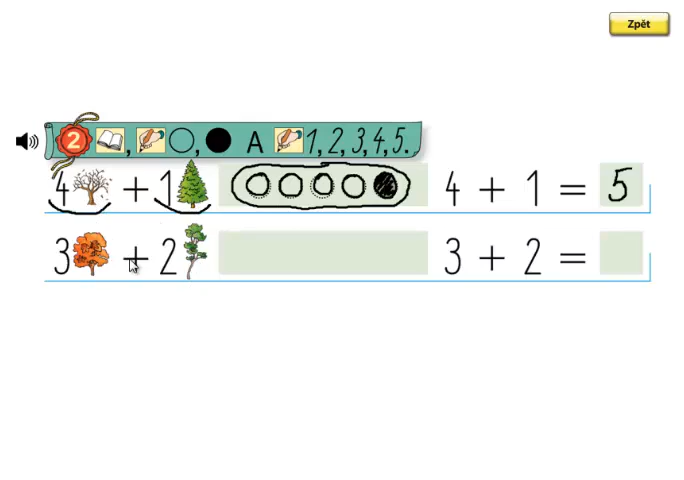 Zpět
2 , , A 1, 2, 3, 4, 5.
4 + 1 4 + 1 = 5
3 + 2 3 + 2 =